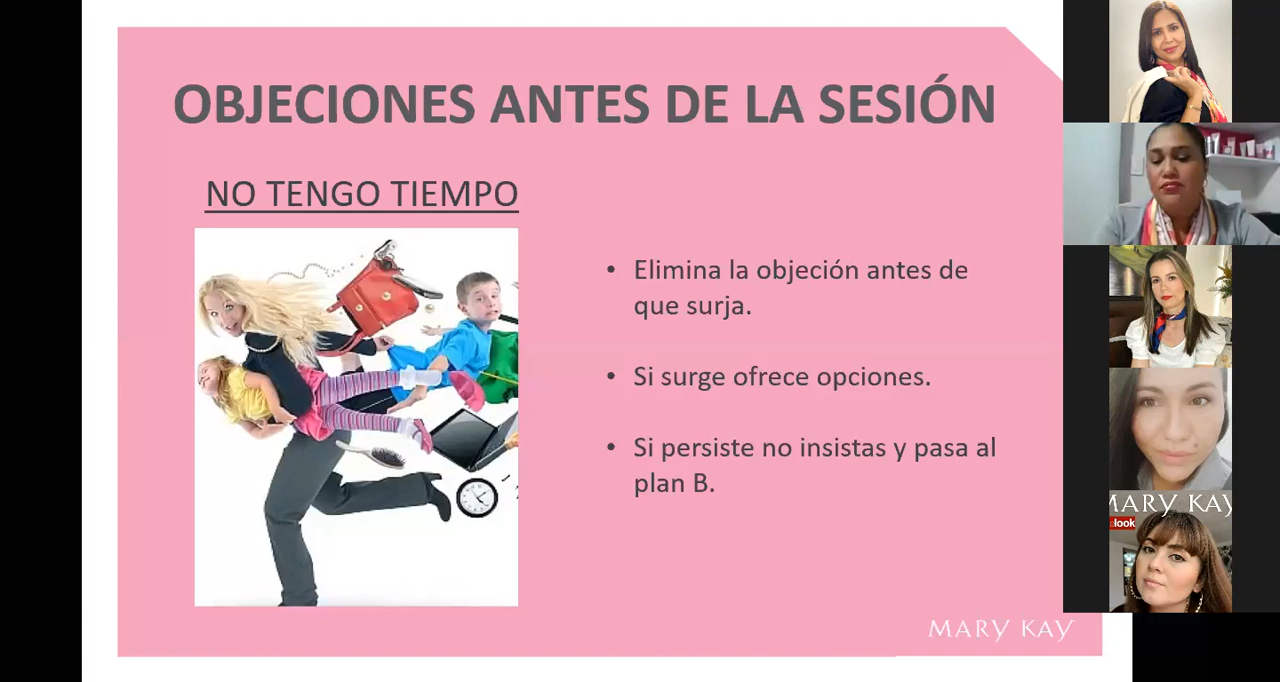 OBJECIONES ANTES DE LA SESIÓN
NO TENGO TIEMPO
• Elimina la objeción antes de
que surja.
• Si surge ofrece opciones.
• Si persiste no insistas y pasa al
plan B.
MARY KAY
MARY KAY
look